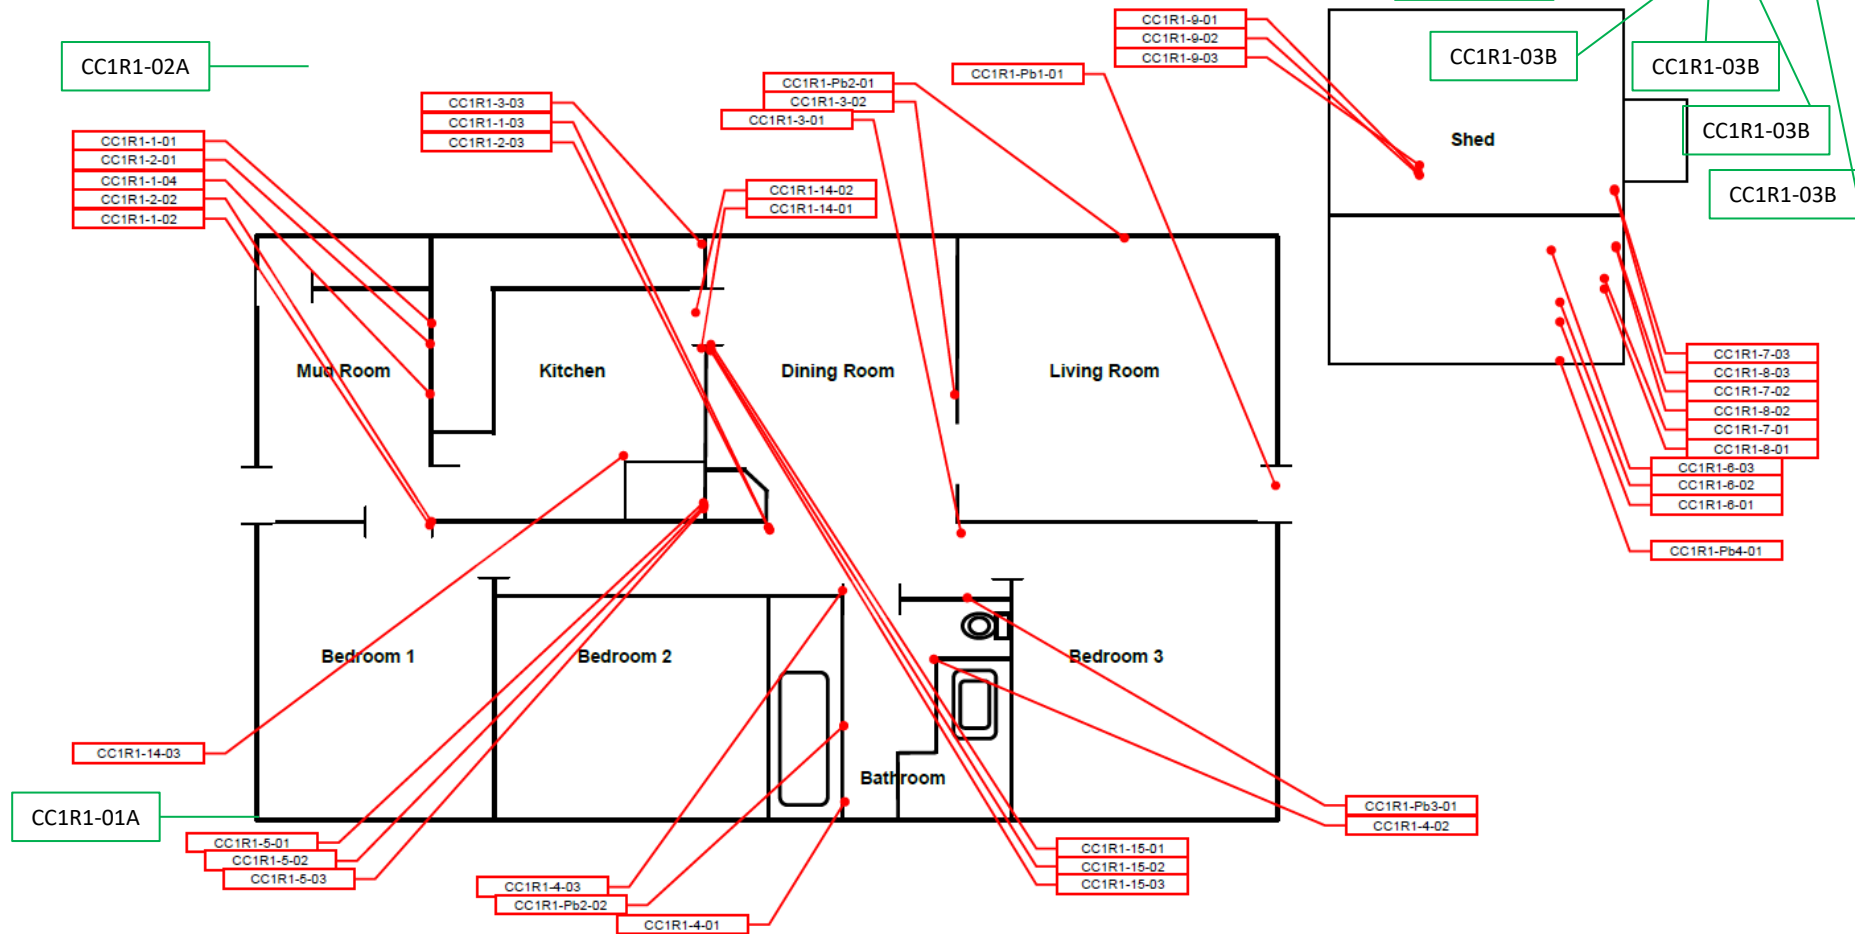 CC1R1-9-01
CC1R1-9-02
CC1R1-9-03
CC1R1-03B
CC1R1-03B
CC1R1-03B
CC1R1-03B
CC1R1-02A
CC1R1-Pb2-01
CC1R1-3-02
CC1R1-3-01
CC1R1-Pb1-01
CC1R1-3-03
CC1R1-1-03
CC1R1-2-03
CC1R1-1-01
CC1R1-2-01
CC1R1-1-04
CC1R1-2-02
CC1R1-1-02
CC1R1-14-02
CC1R1-14-01
Shed
Mud Room
Kitchen
Dining Room
Living Room
CC1R1-7-03
CC1R1-8-03
CC1R1-7-02
CC1R1-8-02
CC1R1-7-01
CC1R1-8-01
CC1R1-6-03
CC1R1-6-02
CC1R1-6-01
CC1R1-Pb4-01
Bedroom 1
Bedroom 2
Bedroom 3
Bathroom
CC1R1-14-03
CC1R1-01A
CC1R1-5-01
CC1R1-5-02
CC1R1-5-03
CC1R1-4-03
CC1R1-Pb2-02
CC1R1-4-01
CC1R1-15-01
CC1R1-15-02
CC1R1-15-03
CC1R1-Pb3-01
CC1R1-4-02